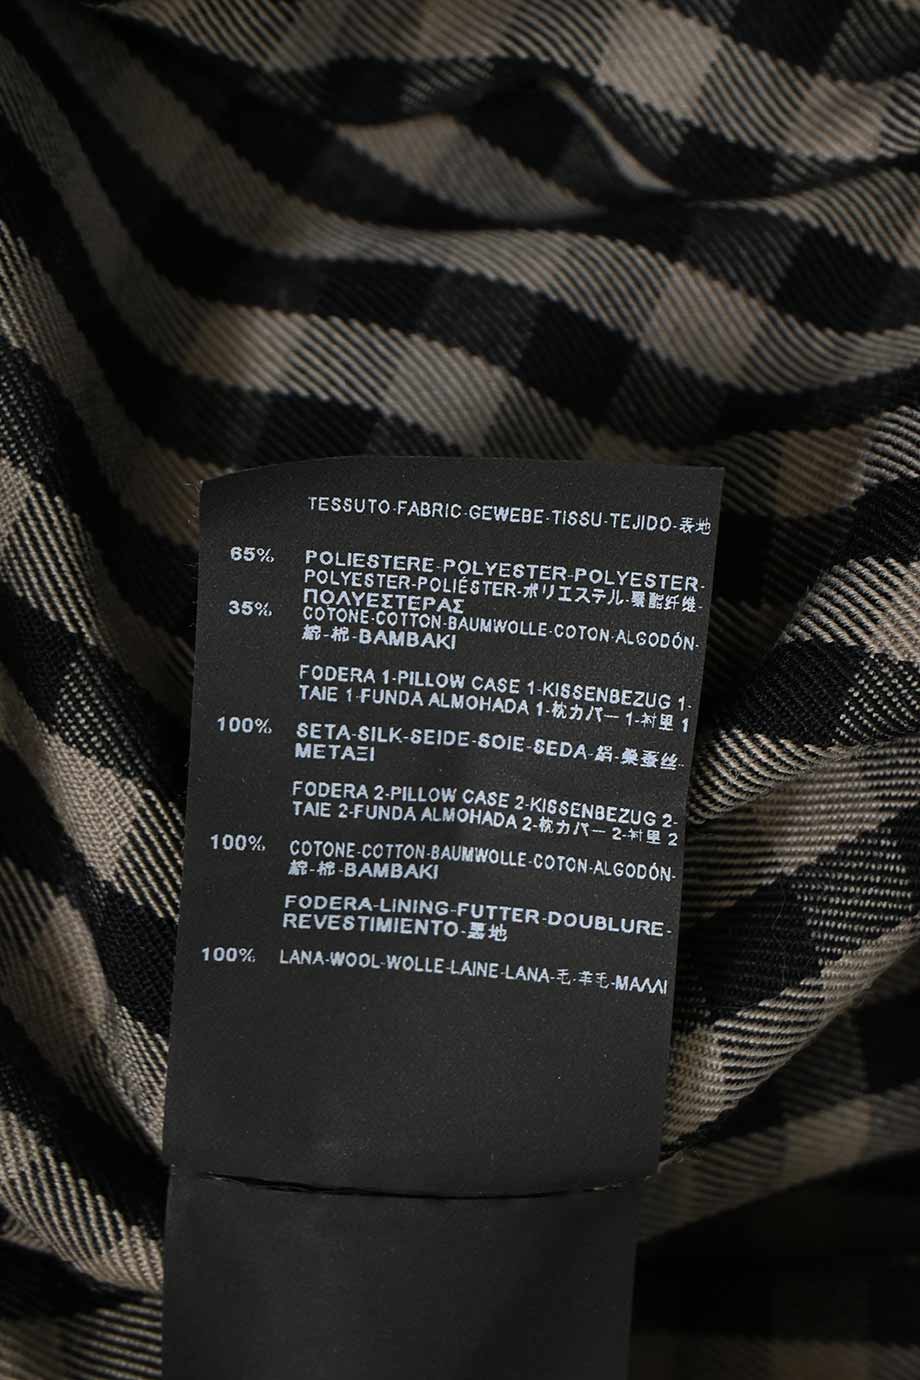 TESSUTO-FABRIC-GEWEBE-TISSU-TEJIDO-表地
65% POLIESTERE-POLYESTER-POLYESTER-
POLYESTER-POLIÉSTER-ポリエステル-聚酯纤维-
ΠΟΛΥΕΣΤΕΡΑΣ
35% COTONE-COTTON-BAUMWOLLE-COTON-ALGODÓN-
綿-棉-BAMBAKI
FODERA 1-PILLOW CASE 1-KISSENBEZUG 1-
TAIE 1-FUNDA ALMOHADA 1-枕カバー 1-衬里 1
100% SETA-SILK-SEIDE-SOIE-SEDA-絹-桑蚕丝-
ΜΕΤΑΞΙ
FODERA 2-PILLOW CASE 2-KISSENBEZUG 2-
TAIE 2-FUNDA ALMOHADA 2-枕カバー 2-衬里 2
100% COTONE-COTTON-BAUMWOLLE-COTON-ALGODÓN-
綿-棉-BAMBAKI
FODERA-LINING-FUTTER-DOUBLURE-
REVESTIMIENTO-裏地
100% LANA-WOOL-WOLLE-LAINE-LANA-毛-羊毛-ΜΑΛΛΙ